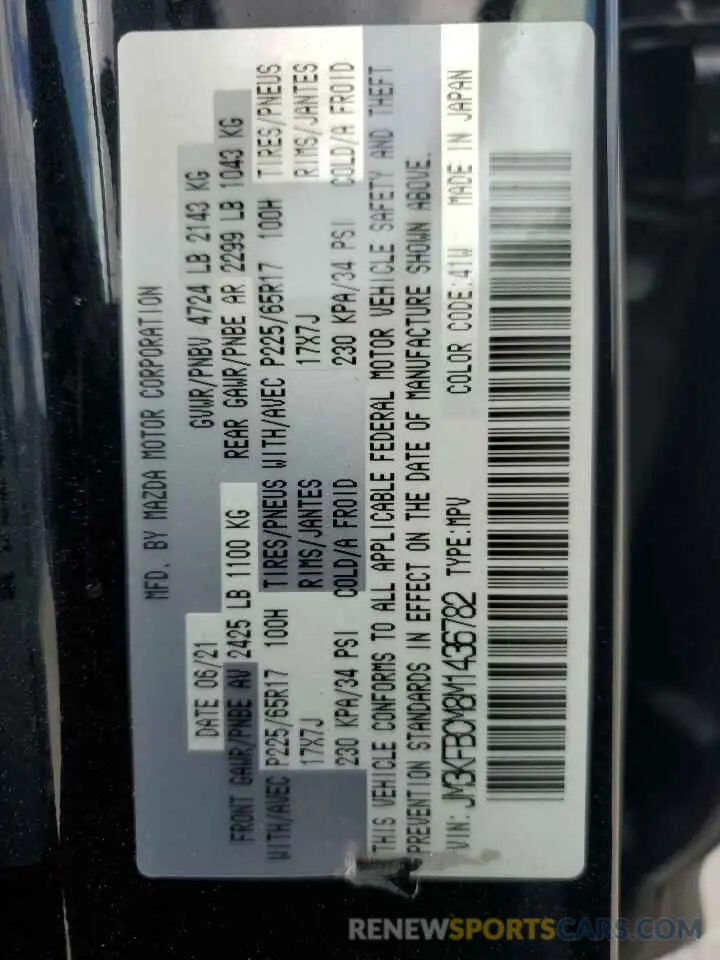 MFD. BY MAZDA MOTOR CORPORATION
DATE 06/21 GVWR/PNBV 4724 LB 2143 KG
FRONT GAWR/PNBE AV 2425 LB 1100 KG REAR GAWR/PNBE AR 2299 LB 1043 KG
WITH/AVEC P225/65R17 100H TIRES/PNEUS WITH/AVEC P225/65R17 100H TIRES/PNEUS
17X7J RIMS/JANTES 17X7J RIMS/JANTES
230 KPA/34 PSI COLD/A FROID 230 KPA/34 PSI COLD/A FROID
THIS VEHICLE CONFORMS TO ALL APPLICABLE FEDERAL MOTOR VEHICLE SAFETY AND THEFT
PREVENTION STANDARDS IN EFFECT ON THE DATE OF MANUFACTURE SHOWN ABOVE.
VIN: JM3KFBCM8M1436782 TYPE:MPV COLOR CODE:41W MADE IN JAPAN
RENEWSPORTSCARS.COM